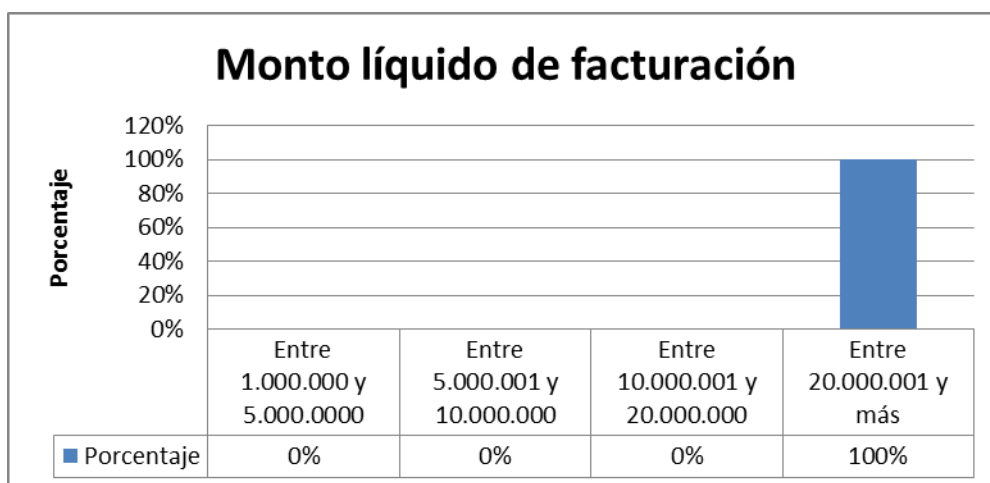 Monto líquido de facturación
Porcentaje
120%
100%
80%
60%
40%
20%
0%
Entre
1.000.000 y
5.000.0000
Entre
5.000.001 y
10.000.000
Entre
10.000.001 y
20.000.000
Entre
20.000.001 y
más
Porcentaje 0% 0% 0% 100%